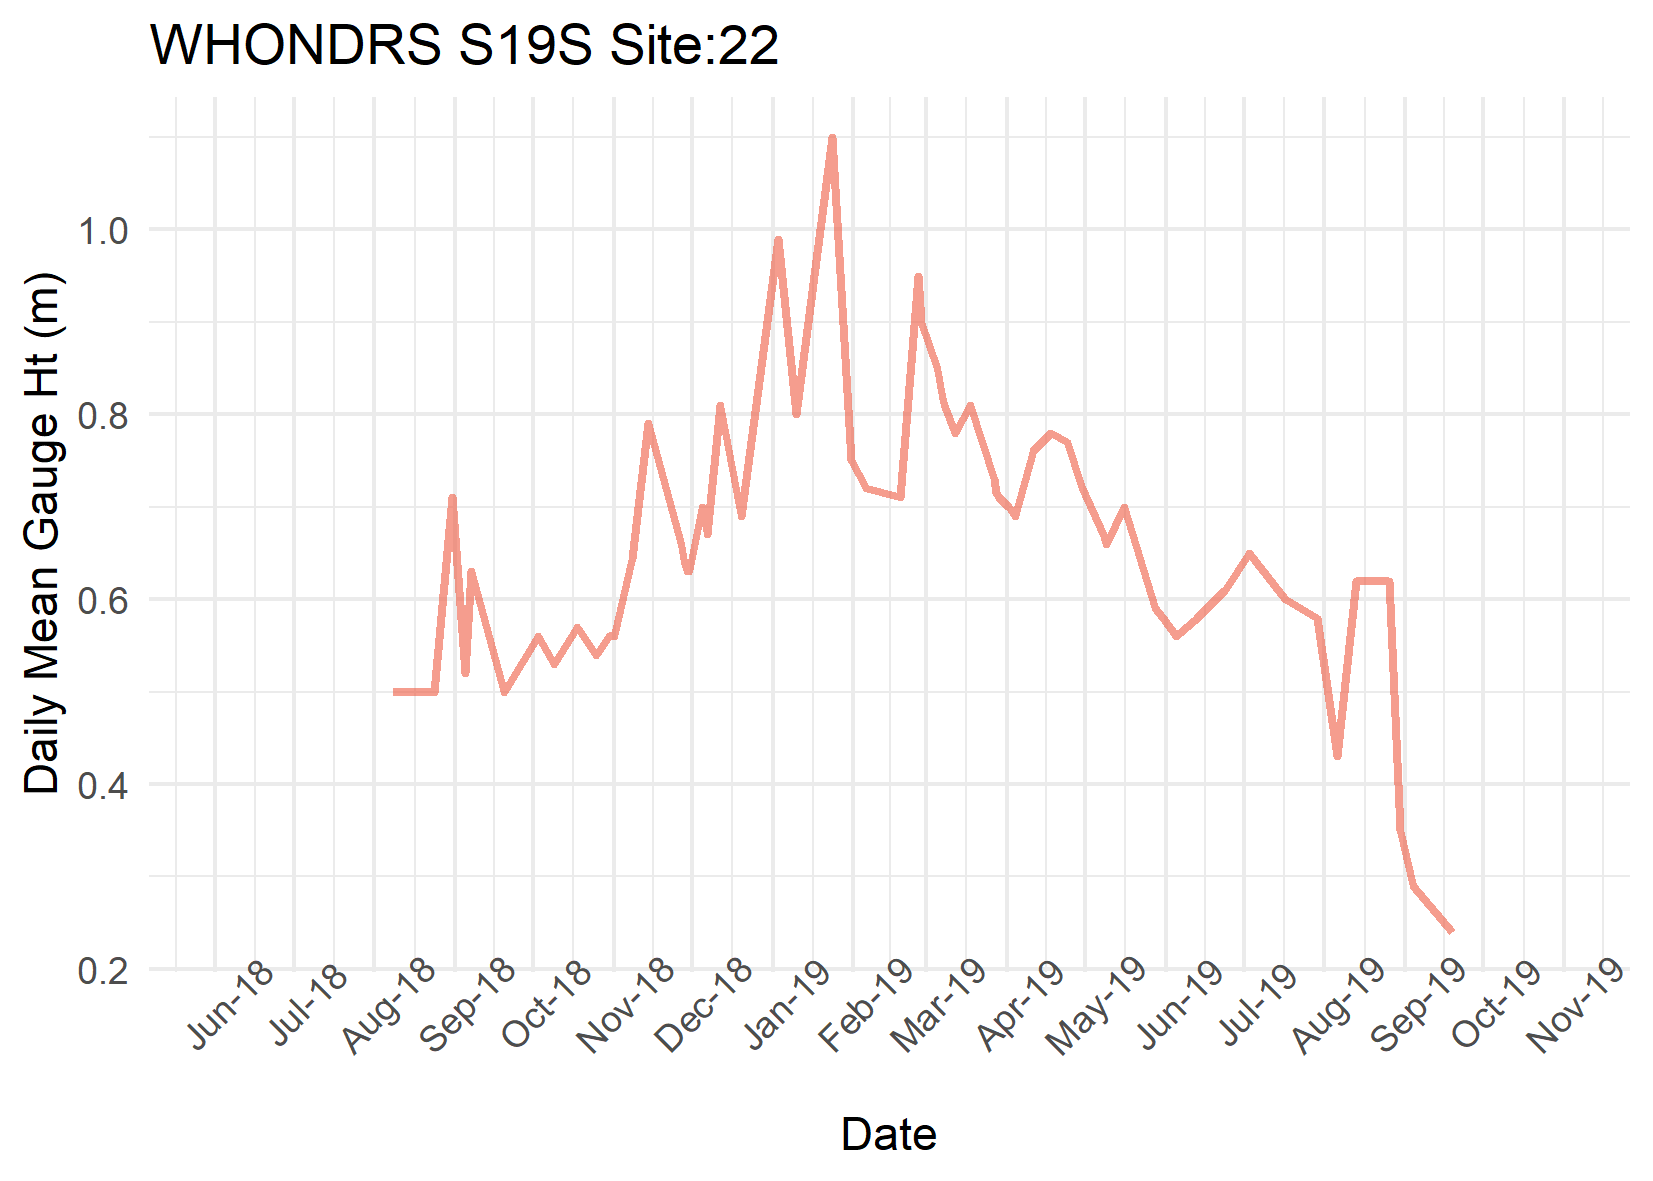 WHONDRS S19S Site:22
Daily Mean Gauge Ht (m)
1.0
0.8
0.6
0.4
0.2
Jun-18
Jul-18
Aug-18
Sep-18
Oct-18
Nov-18
Dec-18
Jan-19
Feb-19
Mar-19
Apr-19
May-19
Jun-19
Jul-19
Aug-19
Sep-19
Oct-19
Nov-19
Date